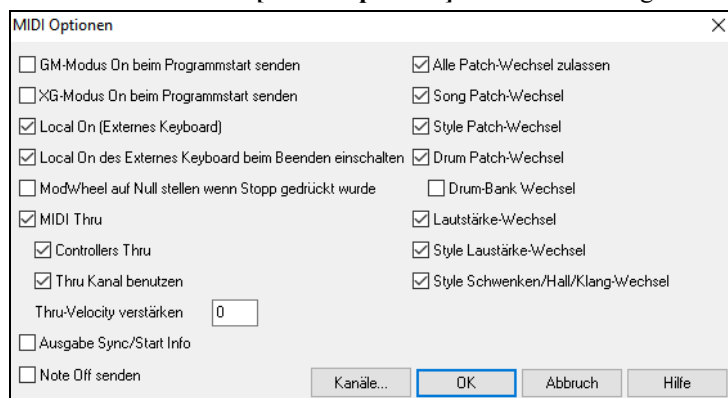 MIDI Optionen
GM-Modus On beim Programmstart senden
XG-Modus On beim Programmstart senden
Local On (Externes Keyboard)
Local On des Externes Keyboard beim Beenden einschalten
ModWheel auf Null stellen wenn Stopp gedrückt wurde
MIDI Thru
Controllers Thru
Thru Kanal benutzen
Thru-Velocity verstärken 0
Ausgabe Sync/Start Info
Note Off senden
Alle Patch-Wechsel zulassen
Song Patch-Wechsel
Style Patch-Wechsel
Drum Patch-Wechsel
Drum-Bank Wechsel
Lautstärke-Wechsel
Style Laustärke-Wechsel
Style Schwenken/Hall/Klang-Wechsel
Kanäle... OK Abbruch Hilfe